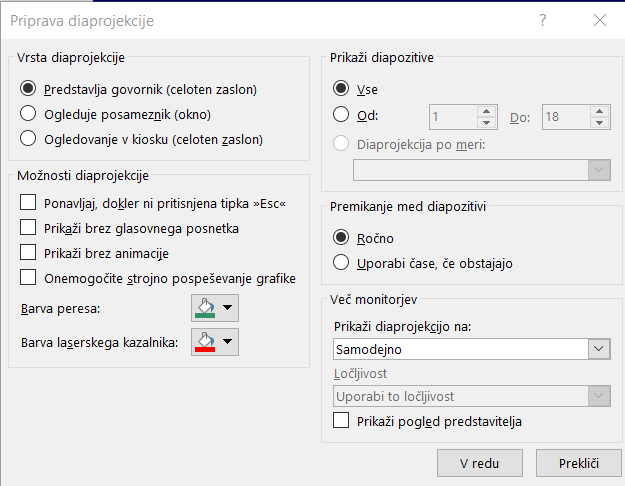 Priprava diaprojekcije
Vrsta diaprojekcije
Predstavlja govornik (celoten zaslon)
Ogleduje posameznik (okno)
Ogledovanje v kiosku (celoten zaslon)
Možnosti diaprojekcije
Ponavljaj, dokler ni pritisnjena tipka »Esc«
Prikaži brez glasovnega posnetka
Prikaži brez animacije
Onemogočite strojno pospeševanje grafike
Barva peresa:
Barva laserskega kazalnika:
Prikaži diapozitive
Vse
Od: 1 Do: 18
Diaprojekcija po meri:
Premikanje med diapozitivi
Ročno
Uporabi čase, če obstajajo
Več monitorjev
Prikaži diaprojekcijo na:
Samodejno
Ločljivost
Uporabi to ločljivost
Prikaži pogled predstavitelja
V redu Prekliči